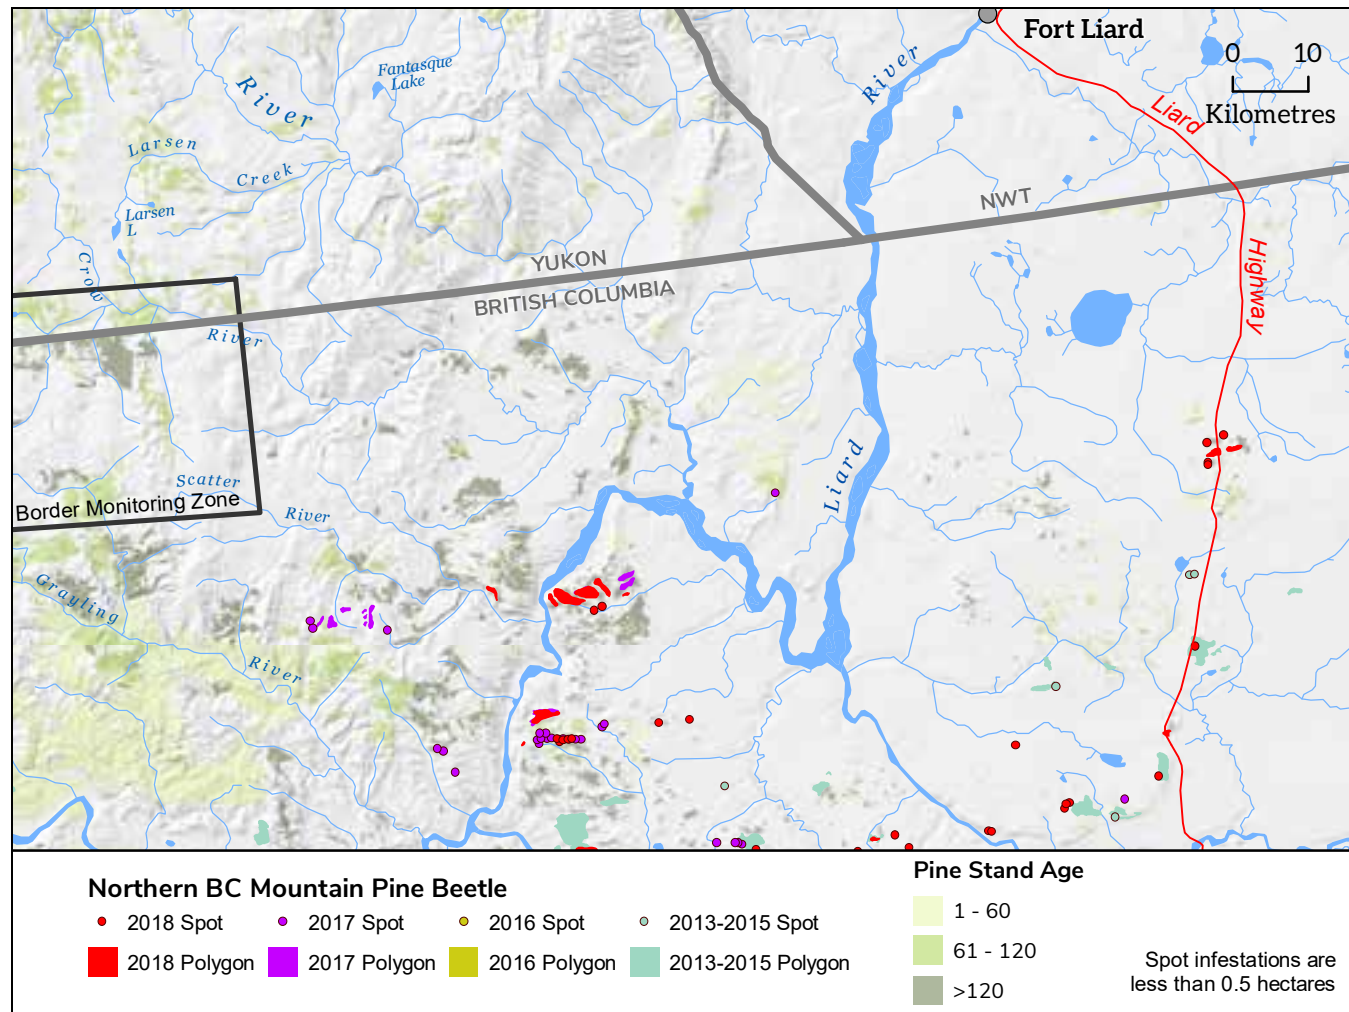 Fort Liard
0 10
Kilometres
Fantasque
Lake
River
River
Liard
Larsen
Creek
Larsen
L
NWT
YUKON
BRITISH COLUMBIA
Crow
River
Highway
Scatter
River
Border Monitoring Zone
Liard
Grayling
River
Northern BC Mountain Pine Beetle
2018 Spot
2017 Spot
2016 Spot
2013-2015 Spot
2018 Polygon
2017 Polygon
2016 Polygon
2013-2015 Polygon
Pine Stand Age
1 - 60
61 - 120
>120
Spot infestations are
less than 0.5 hectares